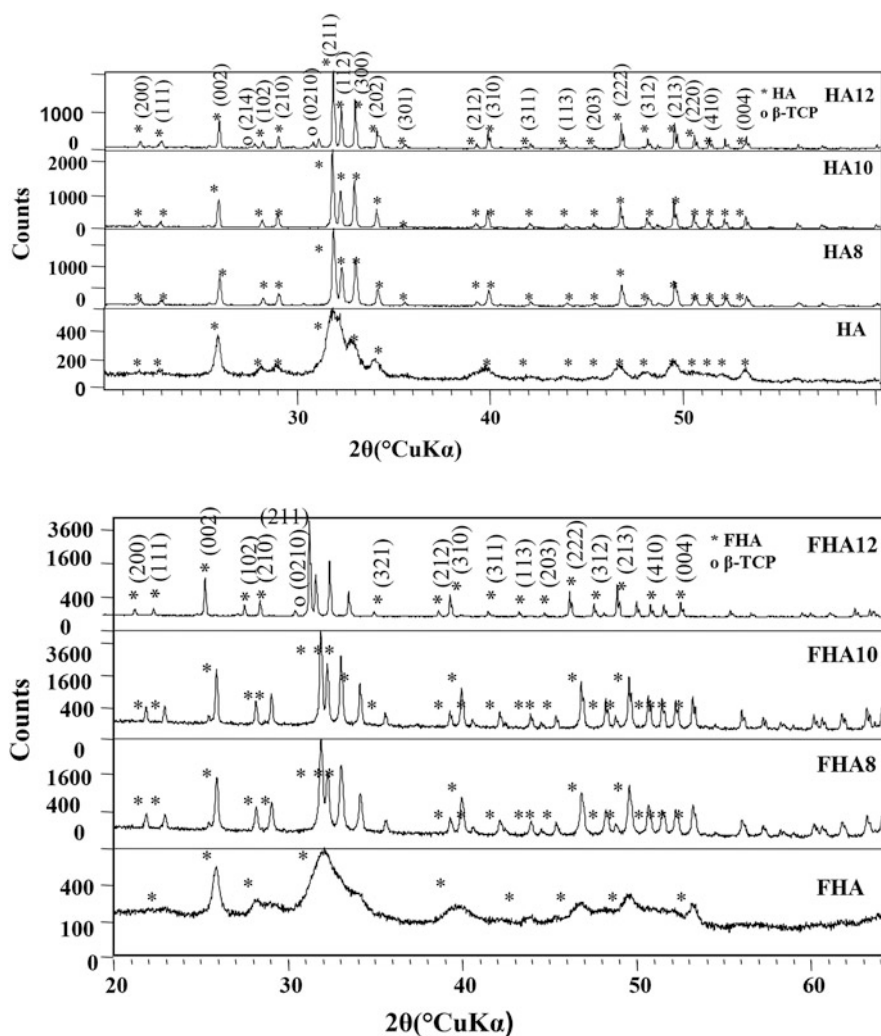 * (200)
* (111)
* (002)
o (214)
* (102)
* (210)
o (0210)
* (211)
* (112)
* (300)
* (202)
* (301)
* (212)
* (310)
* (311)
* (113)
* (203)
* (222)
* (312)
* (213)
* (220)
* (410)
* (004)
* HA
o β-TCP
HA12
1000
0
2000
HA10
1000
0
HA8
1000
0
HA
400
200
0
Counts
30 40 50
2θ(°CuKα)
* (200)
* (111)
* (002)
* (102)
* (210)
(211)
o (0210)
* (321)
* (212)
* (310)
* (311)
* (113)
* (203)
* (222)
* (312)
* (213)
* (410)
* (004)
* FHA
o β-TCP
FHA12
3600
1600
400
0
FHA10
3600
1600
400
0
FHA8
1600
400
0
FHA
400
100
0
Counts
20 30 40 50 60
2θ(°CuKα)